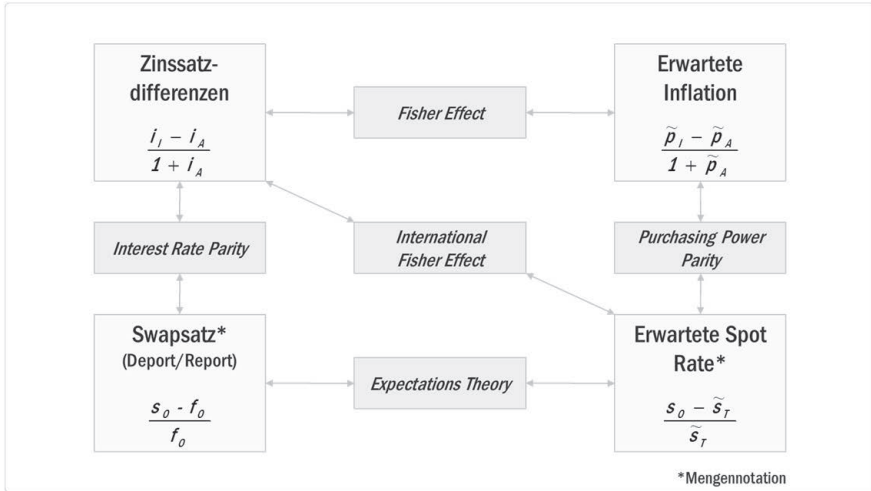 Zinssatz-
differenzen
i_I − i_A
1 + i_A
Fisher Effect
Erwartete
Inflation
p̃_I − p̃_A
1 + p̃_A
Interest Rate Parity
International
Fisher Effect
Purchasing Power
Parity
Swapsatz*
(Deport/Report)
s_0 - f_0
f_0
Expectations Theory
Erwartete Spot
Rate*
s_0 − s̃_T
s̃_T
*Mengennotation